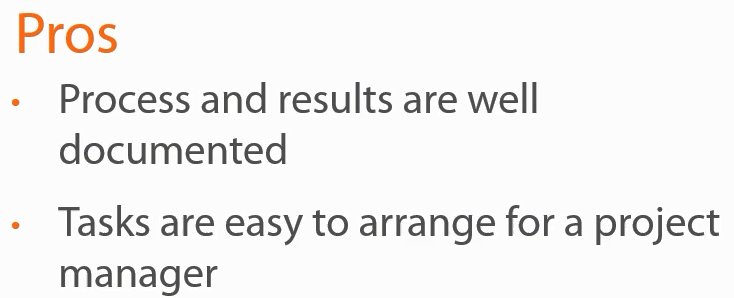 Pros
• Process and results are well
documented
• Tasks are easy to arrange for a project
manager